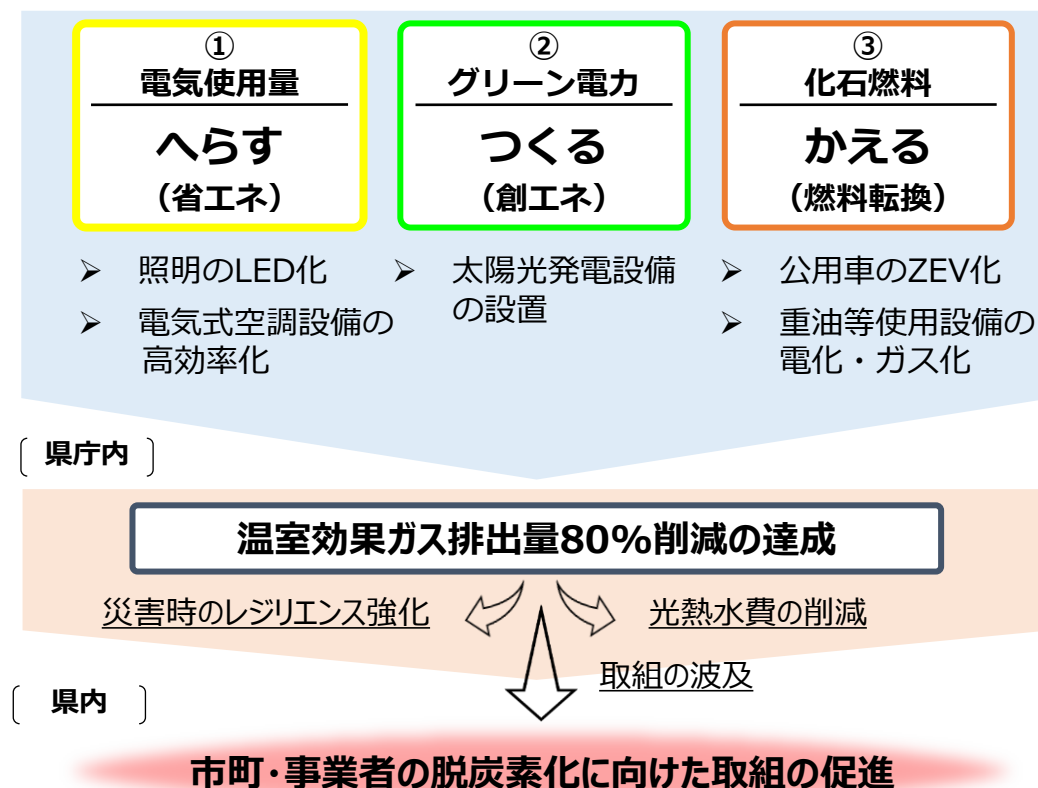 ①
電気使用量
へらす
（省エネ）
➢ 照明のLED化
➢ 電気式空調設備の
高効率化
②
グリーン電力
つくる
（創エネ）
➢ 太陽光発電設備
の設置
③
化石燃料
かえる
（燃料転換）
➢ 公用車のZEV化
➢ 重油等使用設備の
電化・ガス化
〔 県庁内 〕
温室効果ガス排出量80%削減の達成
災害時のレジリエンス強化
光熱水費の削減
取組の波及
〔 県内 〕
市町・事業者の脱炭素化に向けた取組の促進